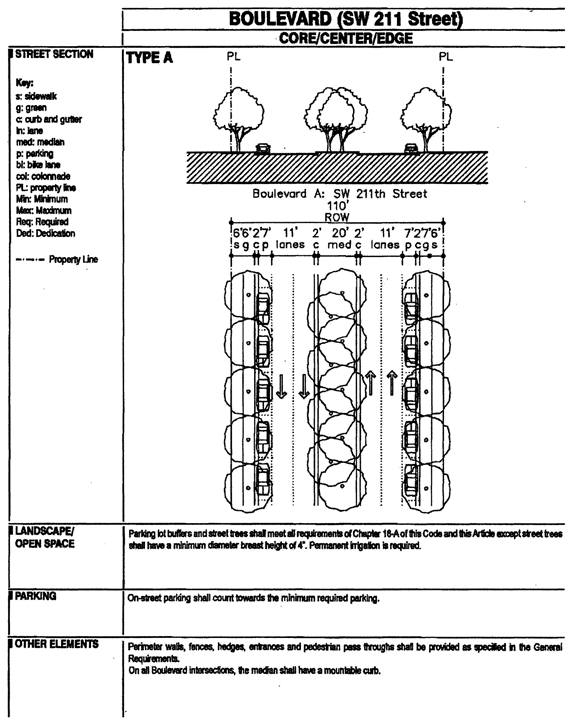 BOULEVARD (SW 211 Street)
CORE/CENTER/EDGE
STREET SECTION
Key:
s: sidewalk
g: green
c: curb and gutter
ln: lane
med: median
p: parking
bl: bike lane
col: colonnade
PL: property line
Min: Minimum
Max: Maximum
Req: Required
Ded: Dedication
Property Line
TYPE A
PL PL
Boulevard A: SW 211th Street
110'
ROW
6'6'2'7' 11' 2' 20' 2' 11' 7'2'7'6'
s g c p lanes c med c lanes p c g s
LANDSCAPE/
OPEN SPACE
Parking lot buffers and street trees shall meet all requirements of Chapter 18-A of this Code and this Article except street trees
shall have a minimum diameter breast height of 4". Permanent irrigation is required.
PARKING
On-street parking shall count towards the minimum required parking.
OTHER ELEMENTS
Perimeter walls, fences, hedges, entrances and pedestrian pass throughs shall be provided as specified in the General
Requirements.
On all Boulevard intersections, the median shall have a mountable curb.